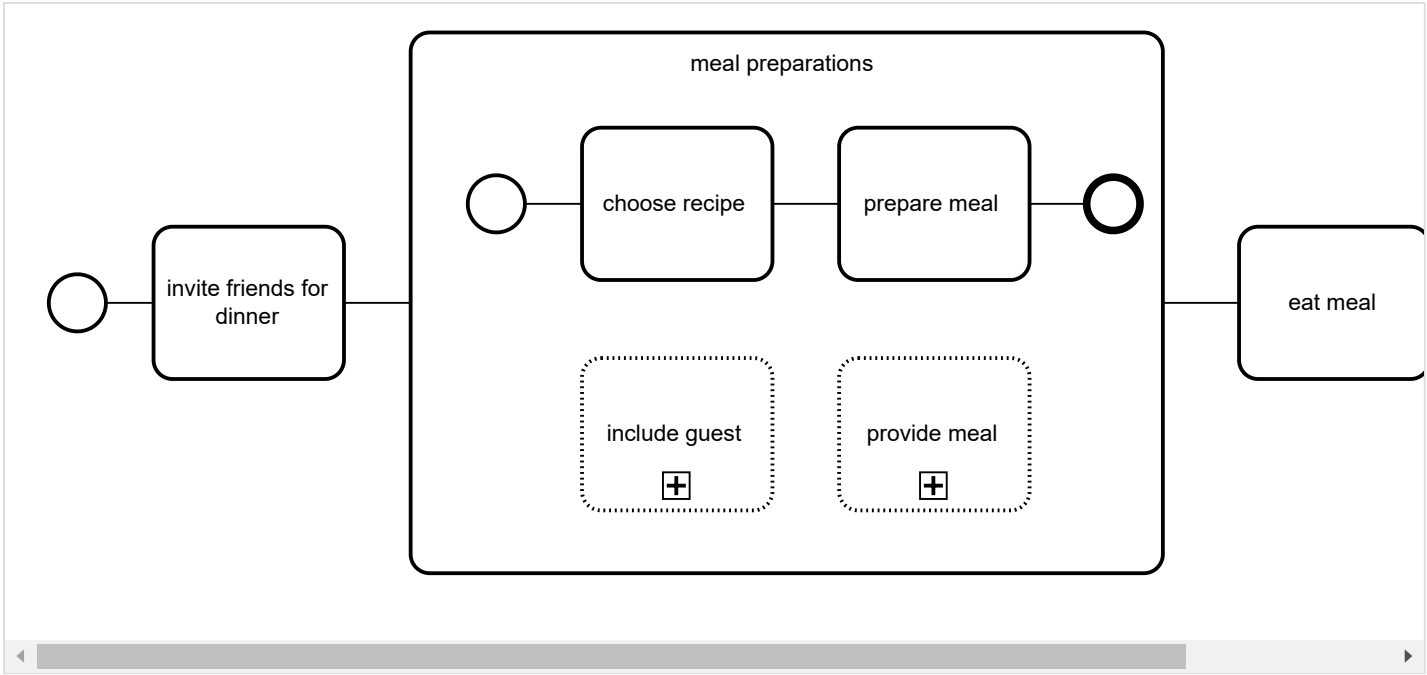 meal preparations
choose recipe
prepare meal
invite friends for
dinner
eat meal
include guest
provide meal